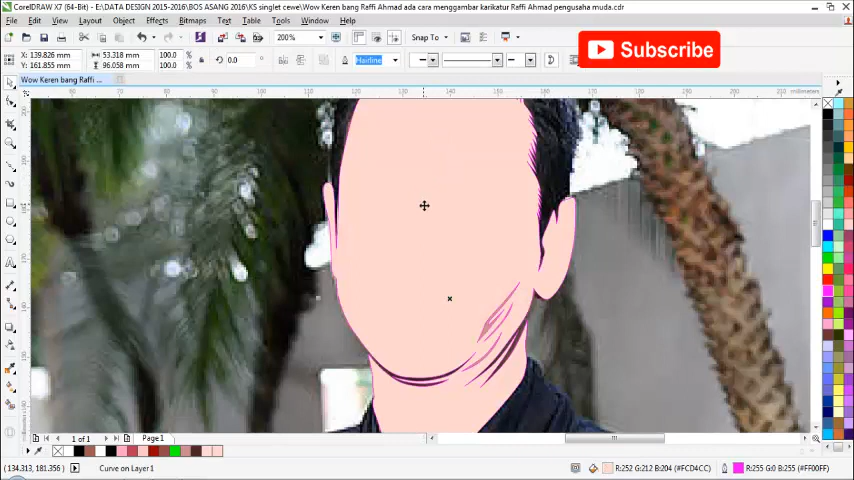 CorelDRAW X7 (64-Bit) - E:\DATA DESIGN 2015-2016\BOS ASANG 2016\KS singlet cewe\Wow Keren bang Raffi Ahmad ada cara menggambar karikatur Raffi Ahmad pengusaha muda.cdr
File Edit View Layout Object Effects Bitmaps Text Table Tools Window Help
200% Snap To
X: 139.826 mm 53.318 mm 100.0 % 0.0 Hairline
Y: 161.855 mm 96.058 mm 100.0 %
Subscribe
Wow Keren bang Raffi ...
millimeters
1 of 1 Page 1
(134.313, 181.356) Curve on Layer 1 R:252 G:212 B:204 (#FCD4CC) R:255 G:0 B:255 (#FF00FF)